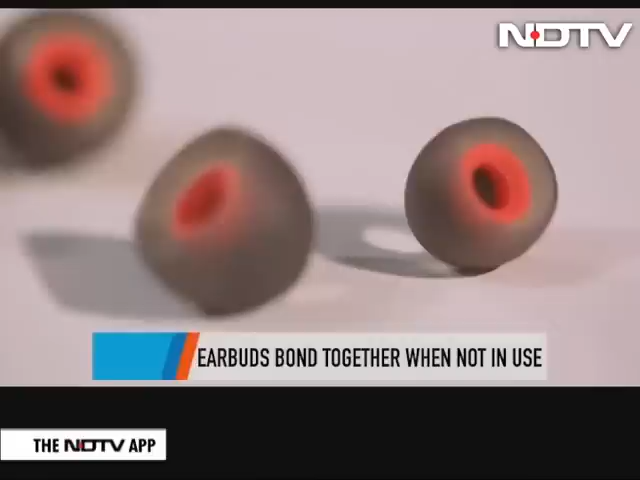 NDTV
EARBUDS BOND TOGETHER WHEN NOT IN USE
THE NDTV APP